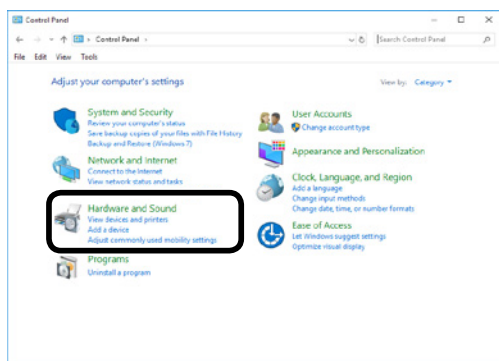 Control Panel
Control Panel
Search Control Panel
File Edit View Tools
Adjust your computer's settings
View by: Category
System and Security
Review your computer's status
Save backup copies of your files with File History
Backup and Restore (Windows 7)
Network and Internet
Connect to the Internet
View network status and tasks
Hardware and Sound
View devices and printers
Add a device
Adjust commonly used mobility settings
Programs
Uninstall a program
User Accounts
Change account type
Appearance and Personalization
Clock, Language, and Region
Add a language
Change input methods
Change date, time, or number formats
Ease of Access
Let Windows suggest settings
Optimize visual display